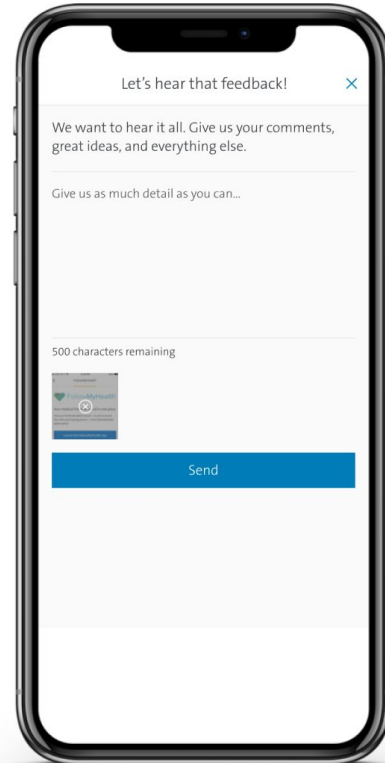 Let's hear that feedback!
We want to hear it all. Give us your comments,
great ideas, and everything else.
Give us as much detail as you can...
500 characters remaining
FollowMyHealth
Send